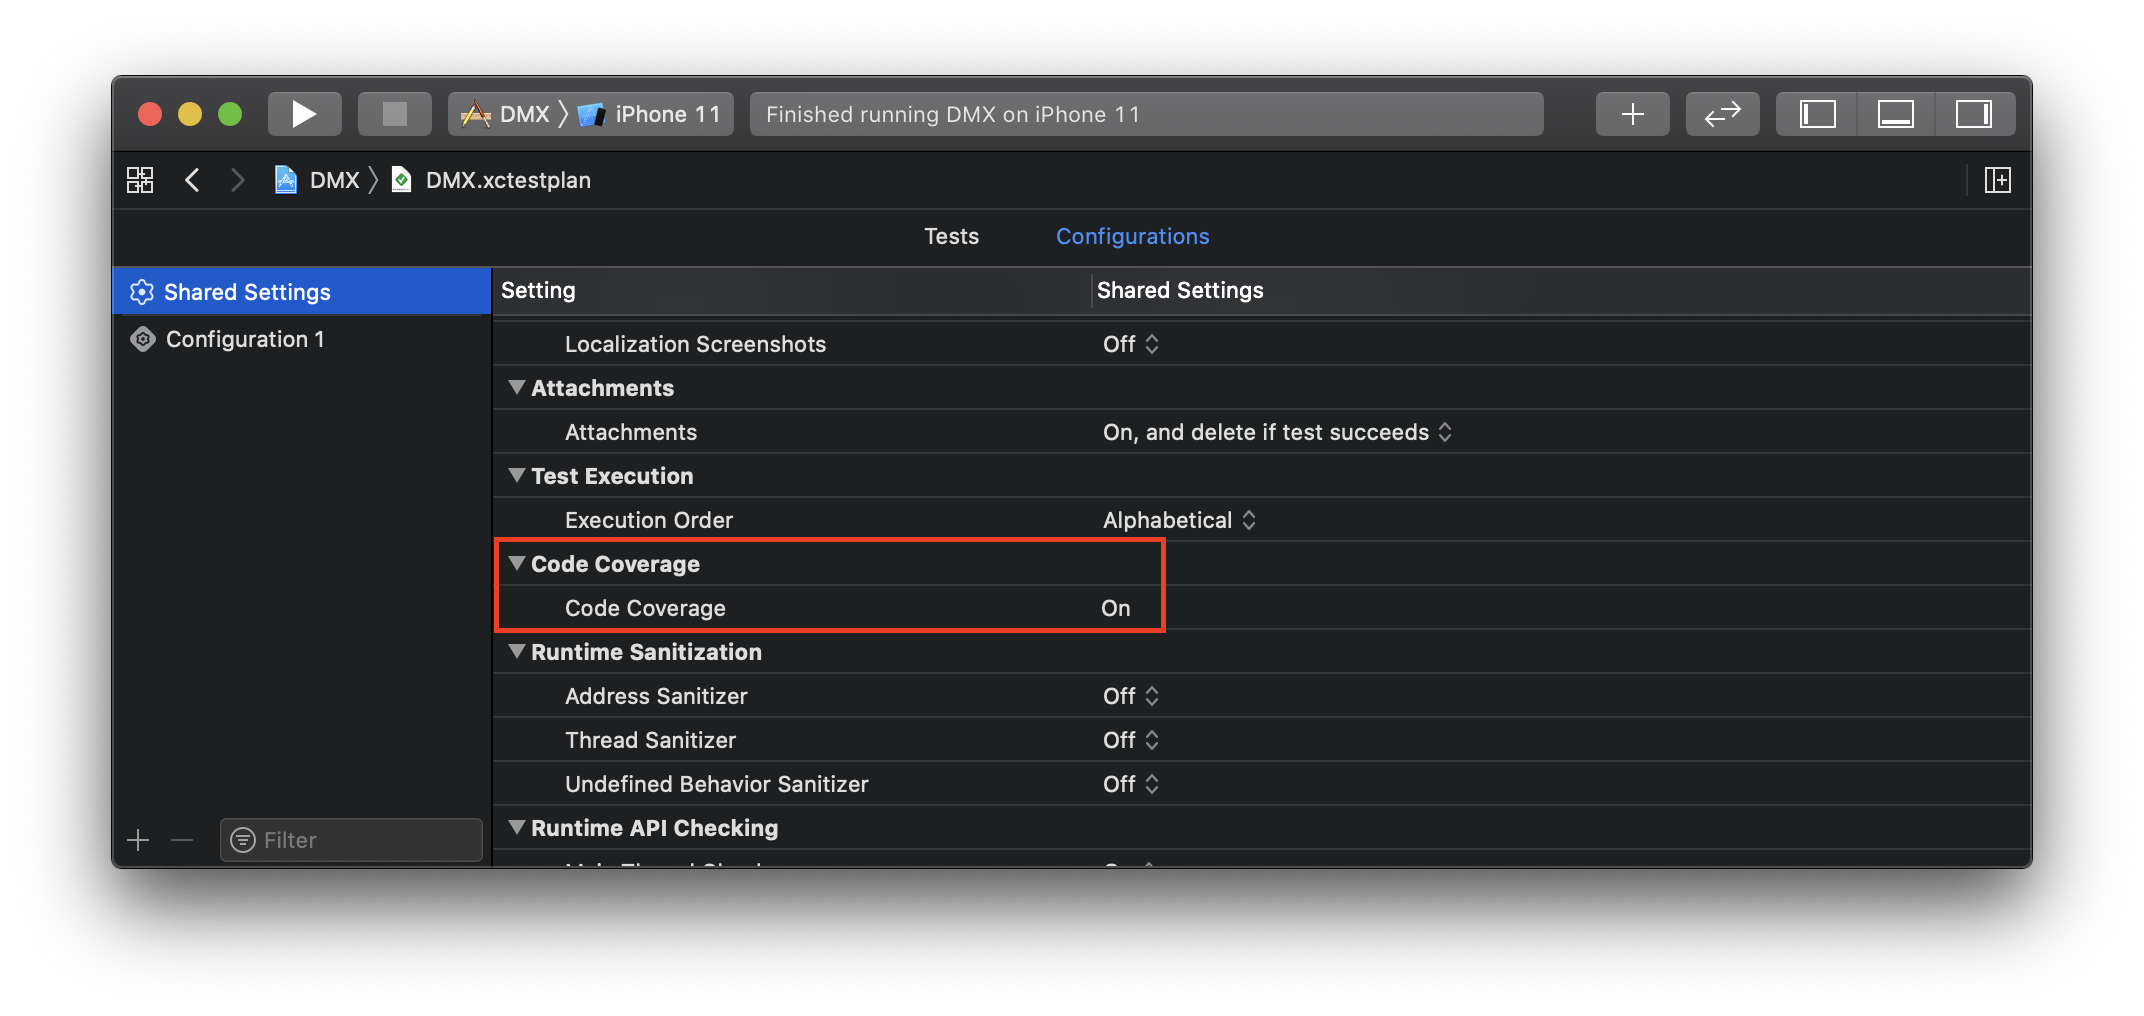 DMX iPhone 11 Finished running DMX on iPhone 11
DMX DMX.xctestplan
Tests Configurations
Shared Settings
Configuration 1
Filter
Setting Shared Settings
Localization Screenshots Off
Attachments
Attachments On, and delete if test succeeds
Test Execution
Execution Order Alphabetical
Code Coverage
Code Coverage On
Runtime Sanitization
Address Sanitizer Off
Thread Sanitizer Off
Undefined Behavior Sanitizer Off
Runtime API Checking